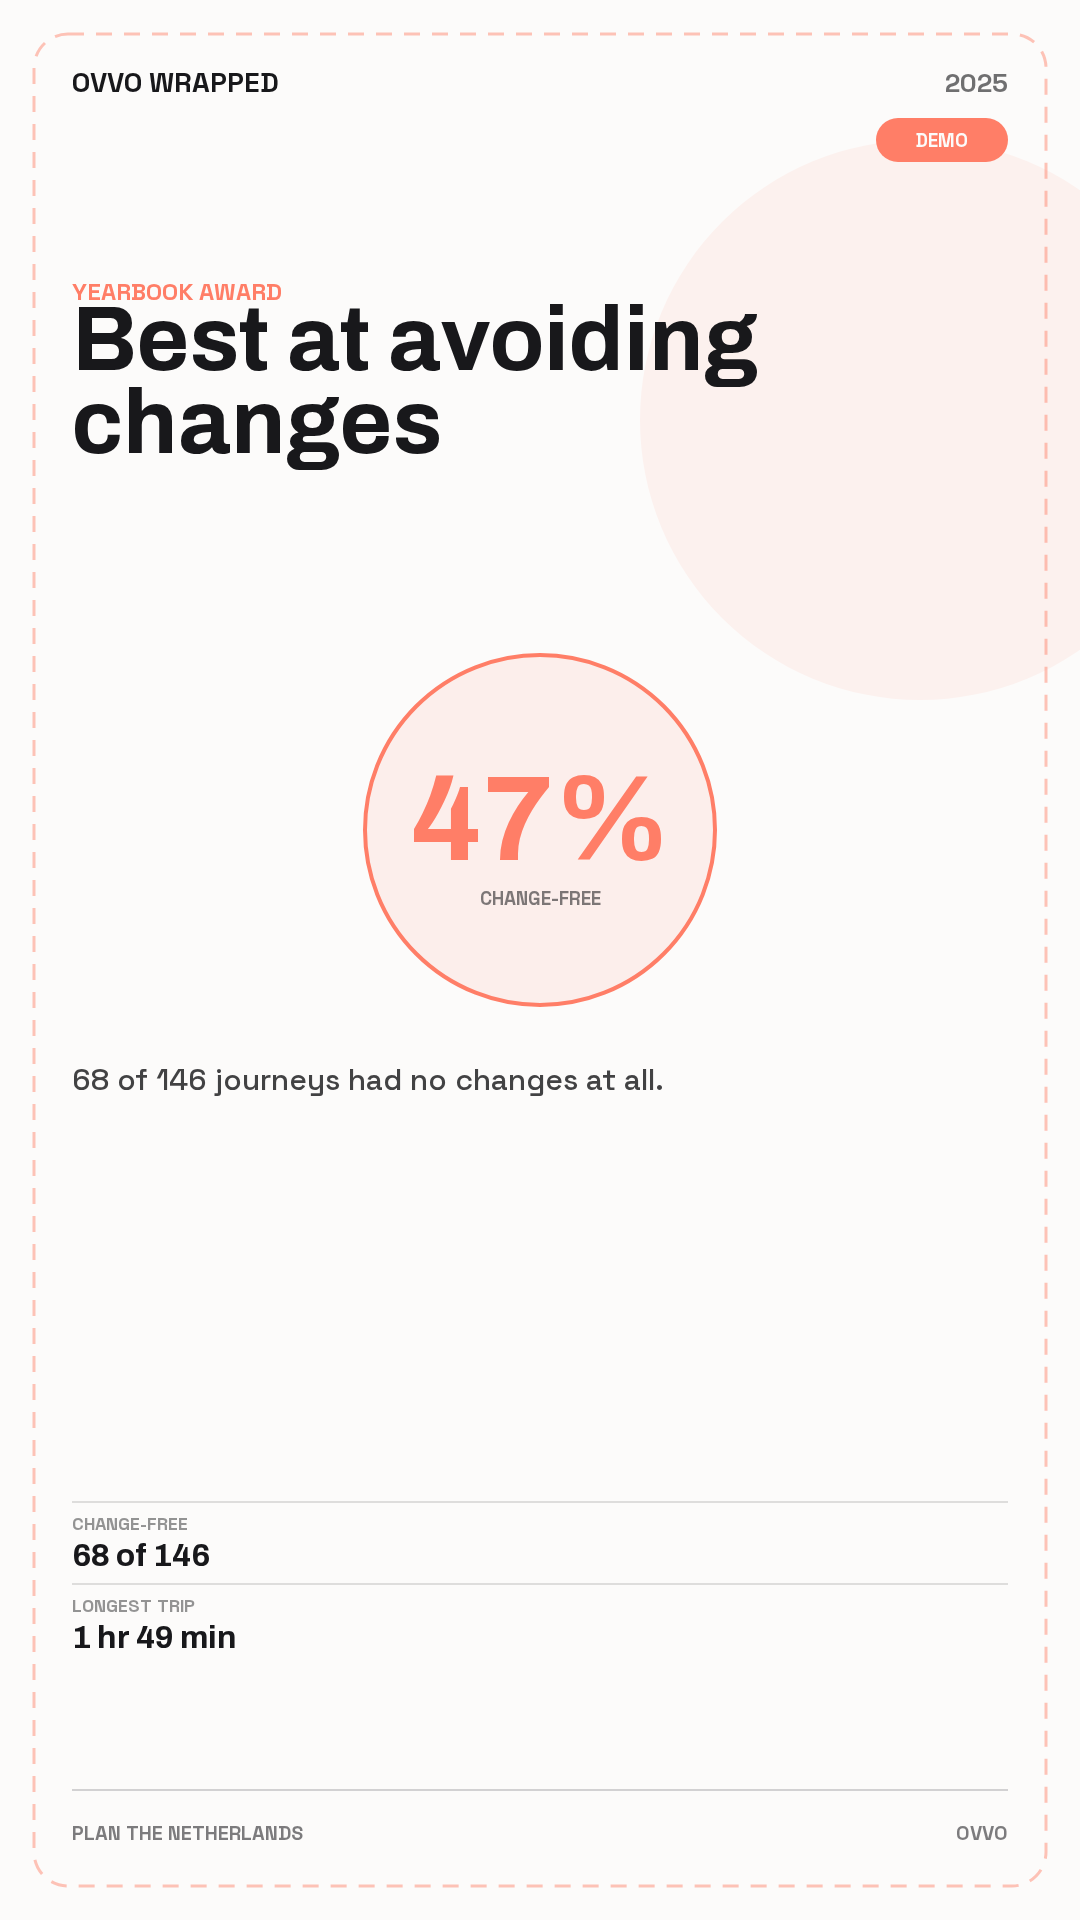 OVVO WRAPPED
2025
DEMO
YEARBOOK AWARD
Best at avoiding
changes
47%
CHANGE-FREE
68 of 146 journeys had no changes at all.
CHANGE-FREE
68 of 146
LONGEST TRIP
1 hr 49 min
PLAN THE NETHERLANDS
OVVO